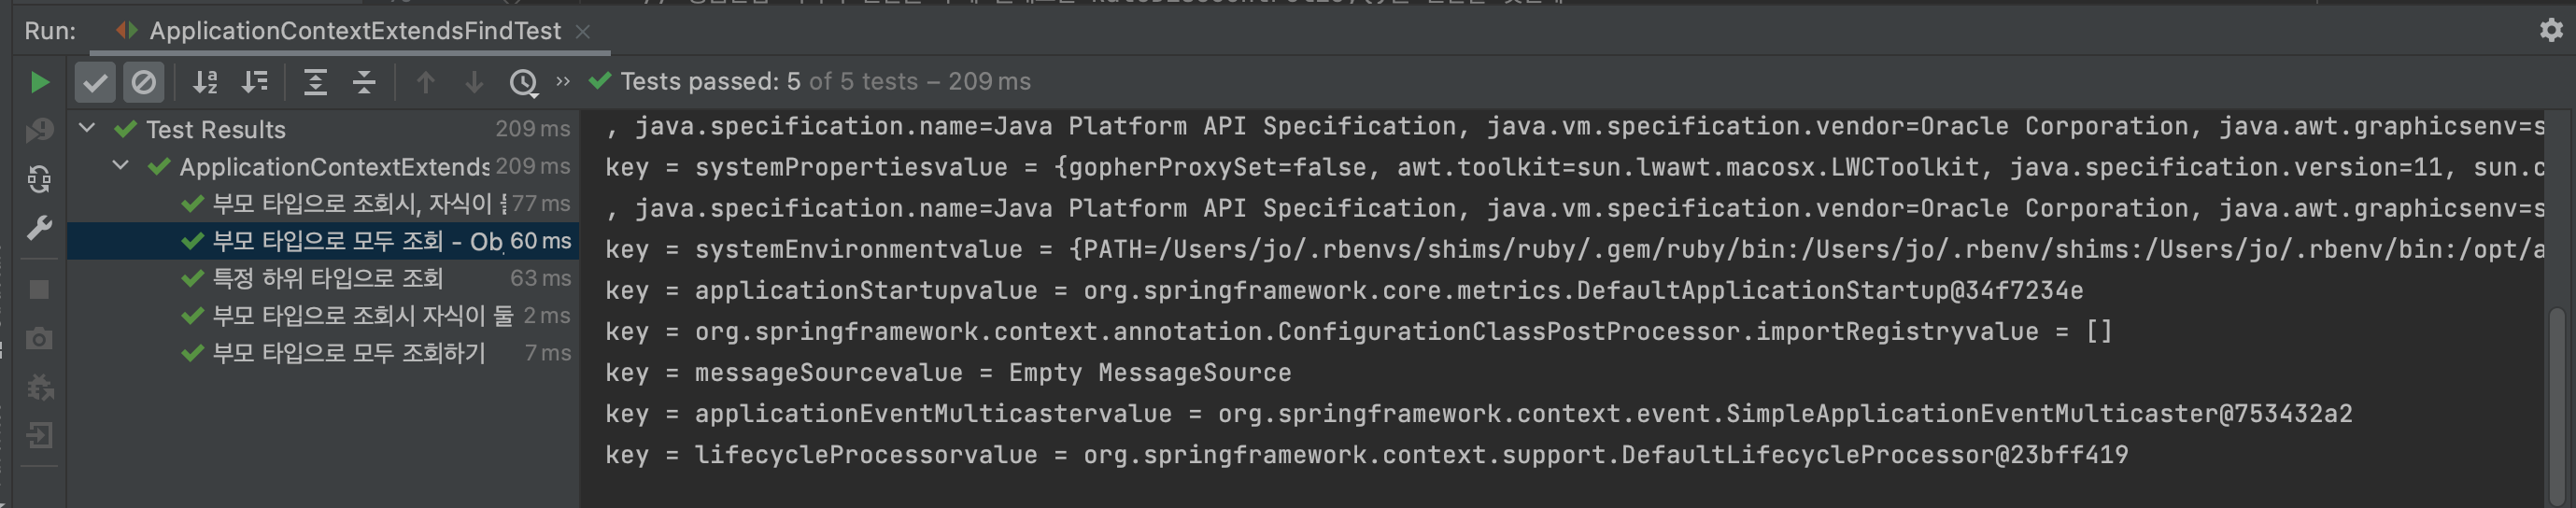 Run: ApplicationContextExtendsFindTest
Tests passed: 5 of 5 tests – 209 ms
Test Results 209 ms
ApplicationContextExtends 209 ms
부모 타입으로 조회시, 자식이 77 ms
부모 타입으로 모두 조회 - Ob 60 ms
특정 하위 타입으로 조회 63 ms
부모 타입으로 조회시 자식이 둘 2 ms
부모 타입으로 모두 조회하기 7 ms
, java.specification.name=Java Platform API Specification, java.vm.specification.vendor=Oracle Corporation, java.awt.graphicsenv=s
key = systemPropertiesvalue = {gopherProxySet=false, awt.toolkit=sun.lwawt.macosx.LWCToolkit, java.specification.version=11, sun.c
, java.specification.name=Java Platform API Specification, java.vm.specification.vendor=Oracle Corporation, java.awt.graphicsenv=s
key = systemEnvironmentvalue = {PATH=/Users/jo/.rbenvs/shims/ruby/.gem/ruby/bin:/Users/jo/.rbenv/shims:/Users/jo/.rbenv/bin:/opt/a
key = applicationStartupvalue = org.springframework.core.metrics.DefaultApplicationStartup@34f7234e
key = org.springframework.context.annotation.ConfigurationClassPostProcessor.importRegistryvalue = []
key = messageSourcevalue = Empty MessageSource
key = applicationEventMulticastervalue = org.springframework.context.event.SimpleApplicationEventMulticaster@753432a2
key = lifecycleProcessorvalue = org.springframework.context.support.DefaultLifecycleProcessor@23bff419